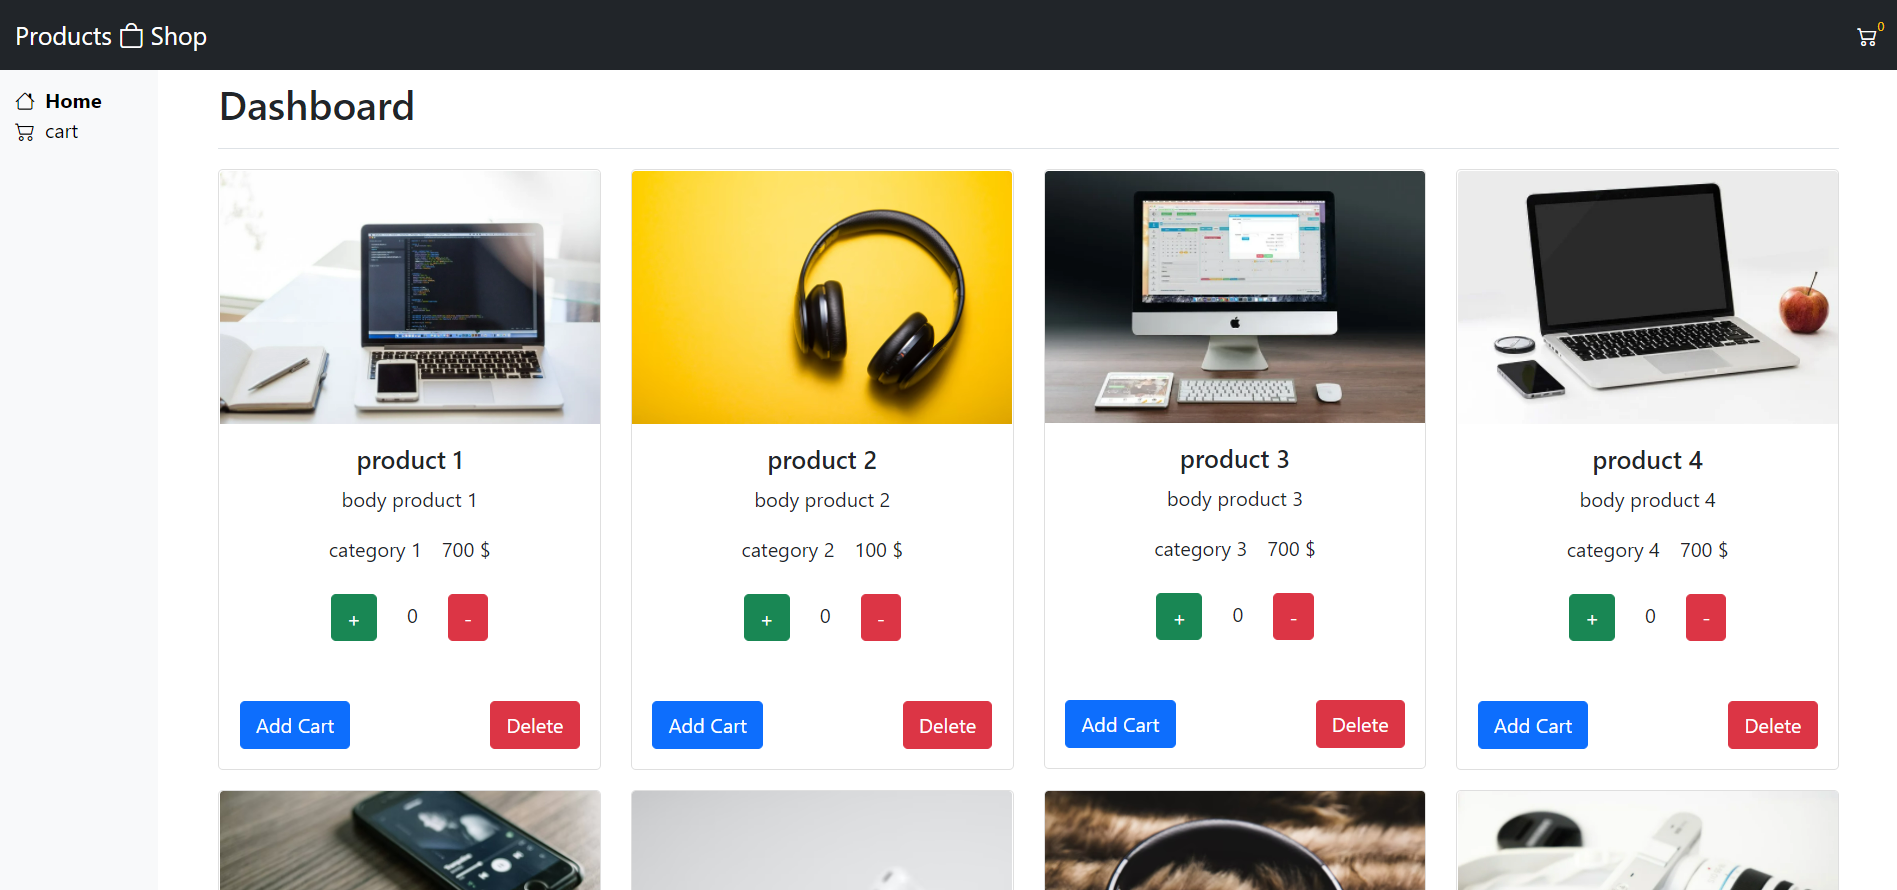 Products Shop
0
Home
cart
Dashboard
product 1
body product 1
category 1 700 $
+ 0 -
Add Cart Delete
product 2
body product 2
category 2 100 $
+ 0 -
Add Cart Delete
product 3
body product 3
category 3 700 $
+ 0 -
Add Cart Delete
product 4
body product 4
category 4 700 $
+ 0 -
Add Cart Delete